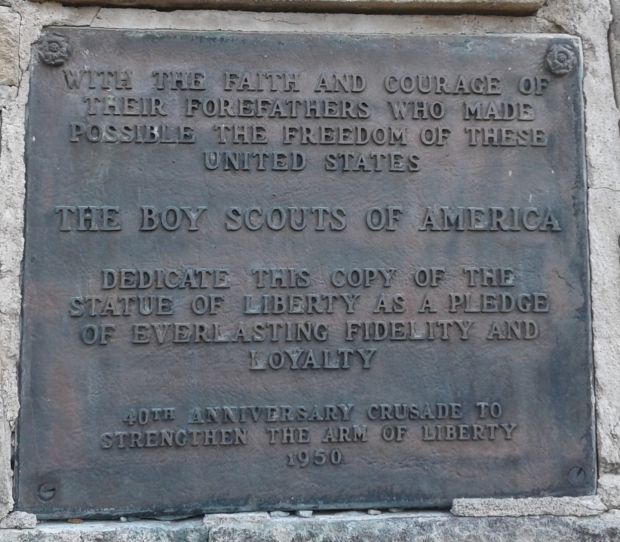 WITH THE FAITH AND COURAGE OF
THEIR FOREFATHERS WHO MADE
POSSIBLE THE FREEDOM OF THESE
UNITED STATES
THE BOY SCOUTS OF AMERICA
DEDICATE THIS COPY OF THE
STATUE OF LIBERTY AS A PLEDGE
OF EVERLASTING FIDELITY AND
LOYALTY
40TH ANNIVERSARY CRUSADE TO
STRENGTHEN THE ARM OF LIBERTY
1950